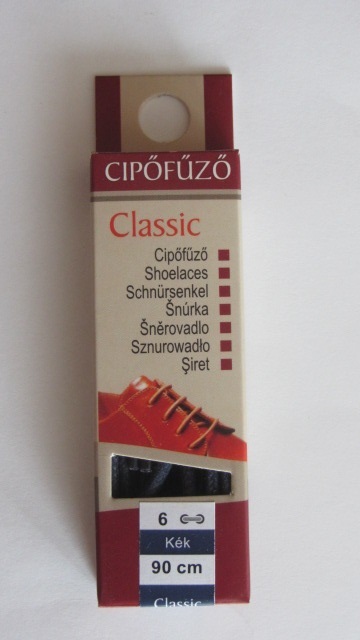 CIPŐFŰZŐ
Classic
Cipőfűző
Shoelaces
Schnürsenkel
Šnúrka
Šněrovadlo
Sznurowadło
Şiret
6
Kék
90 cm
Classic